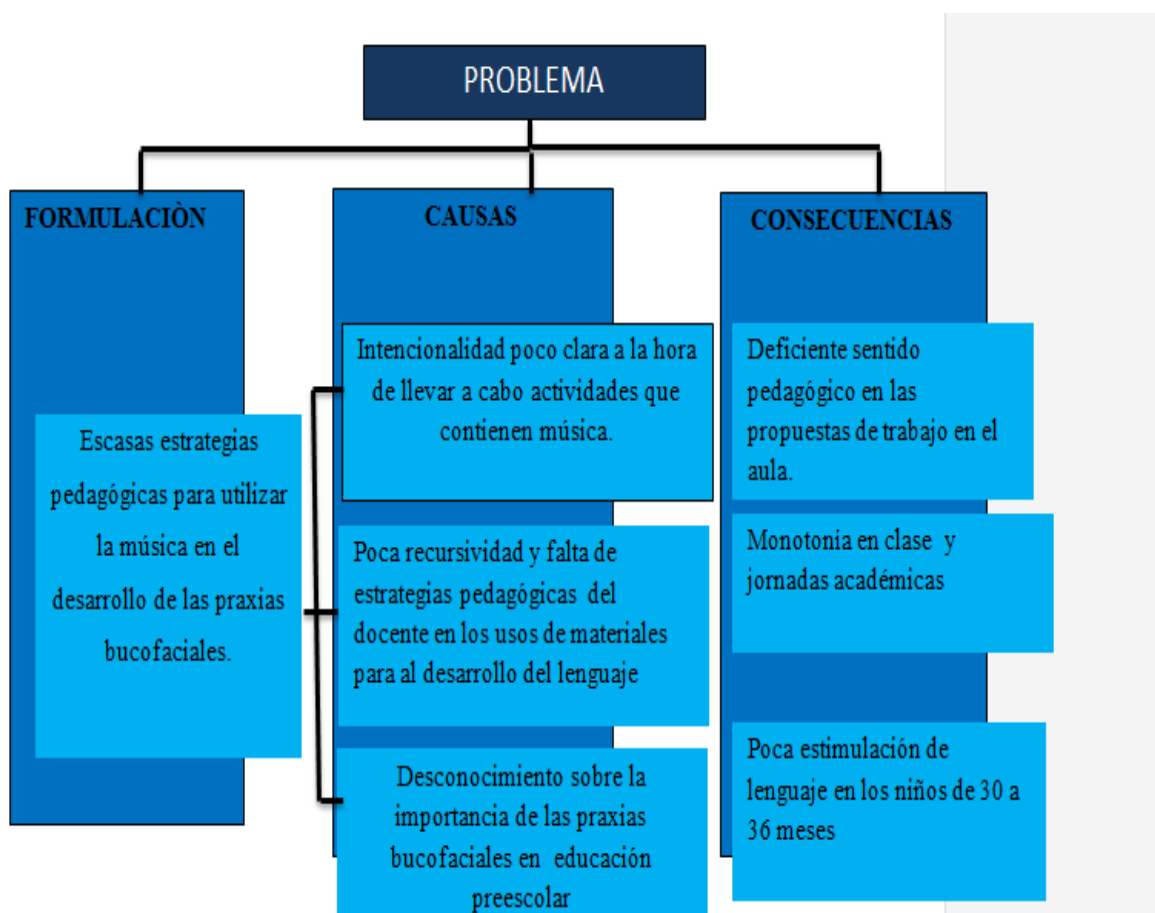 PROBLEMA
FORMULACIÒN
Escasas estrategias
pedagógicas para utilizar
la música en el
desarrollo de las praxias
bucofaciales.
CAUSAS
Intencionalidad poco clara a la hora
de llevar a cabo actividades que
contienen música.
Poca recursividad y falta de
estrategias pedagógicas del
docente en los usos de materiales
para al desarrollo del lenguaje
Desconocimiento sobre la
importancia de las praxias
bucofaciales en educación
preescolar
CONSECUENCIAS
Deficiente sentido
pedagógico en las
propuestas de trabajo en el
aula.
Monotonia en clase y
jornadas académicas
Poca estimulación de
lenguaje en los niños de 30 a
36 meses